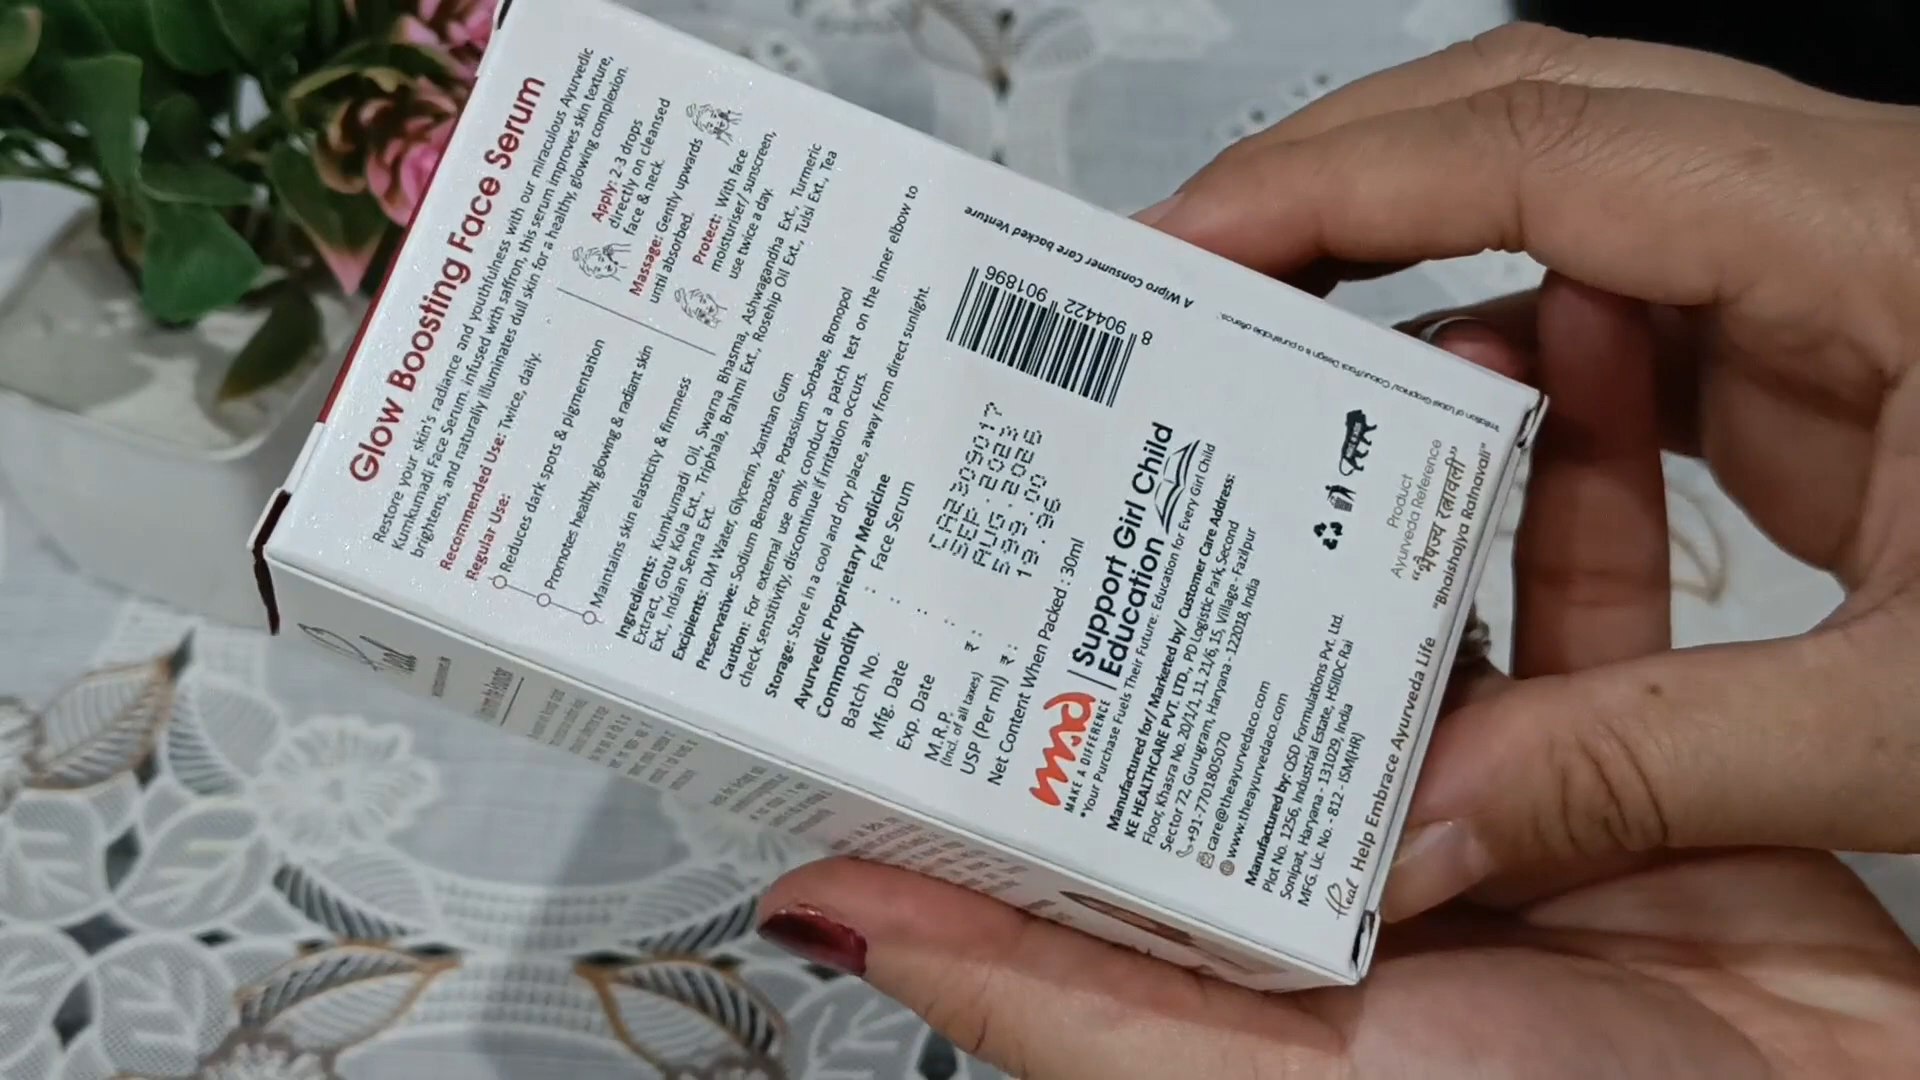 Glow Boosting Face Serum
Restore your skin's radiance and youthfulness with our miraculous Ayurvedic
Kumkumadi Face Serum. infused with saffron, this serum improves skin texture,
brightens, and naturally illuminates dull skin for a healthy, glowing complexion.
Recommended Use: Twice, daily.
Regular Use:
Reduces dark spots & pigmentation
Promotes healthy, glowing & radiant skin
Maintains skin elasticity & firmness
Apply: 2-3 drops
directly on cleansed
face & neck.
Massage: Gently upwards
until absorbed.
Protect: With face
moisturiser/ sunscreen,
use twice a day.
Ingredients: Kumkumadi Oil, Swarna Bhasma, Ashwagandha Ext., Turmeric
Extract, Gotu Kola Ext., Triphala, Brahmi Ext., Rosehip Oil Ext., Tulsi Ext., Tea
Ext., Indian Senna Ext.
Excipients: DM Water, Glycerin, Xanthan Gum
Preservative: Sodium Benzoate, Potassium Sorbate, Bronopol
Caution: For external use only, conduct a patch test on the inner elbow to
check sensitivity, discontinue if irritation occurs.
Storage: Store in a cool and dry place, away from direct sunlight.
Ayurvedic Proprietary Medicine
Commodity : Face Serum
Batch No. :
Mfg. Date :
Exp. Date :
M.R.P. ₹ :
(Incl. of all taxes)
USP (Per ml) ₹ :
Net Content When Packed : 30ml
8 904422 901896
A Wipro Consumer Care backed Venture
mad
MAKE A DIFFERENCE
Support Girl Child
Education
*Your Purchase Fuels Their Future: Education for Every Girl Child
Manufactured for/ Marketed by/ Customer Care Address:
KE HEALTHCARE PVT. LTD., PD Logistic Park, Second
Floor, Khasra No. 20/1/1, 11, 21/6, 15, Village - Fazilpur
Sector 72, Gurugram, Haryana - 122018, India
+91-7701805070
care@theayurvedaco.com
www.theayurvedaco.com
Manufactured by: QSD Formulations Pvt. Ltd.
Plot No. 1256, Industrial Estate, HSIIDC Rai
Sonipat, Haryana - 131029, India
MFG. Lic. No. - 812 - ISM(HR)
Product
Ayurveda Reference
"भैषज्य रत्नावली"
"Bhaishajya Ratnavali"
Heal Help Embrace Ayurveda Life